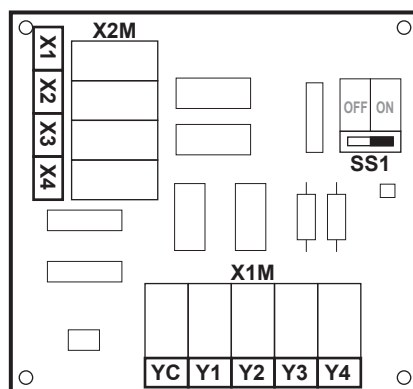 X2M
X1
X2
X3
X4
OFF ON
SS1
X1M
YC Y1 Y2 Y3 Y4